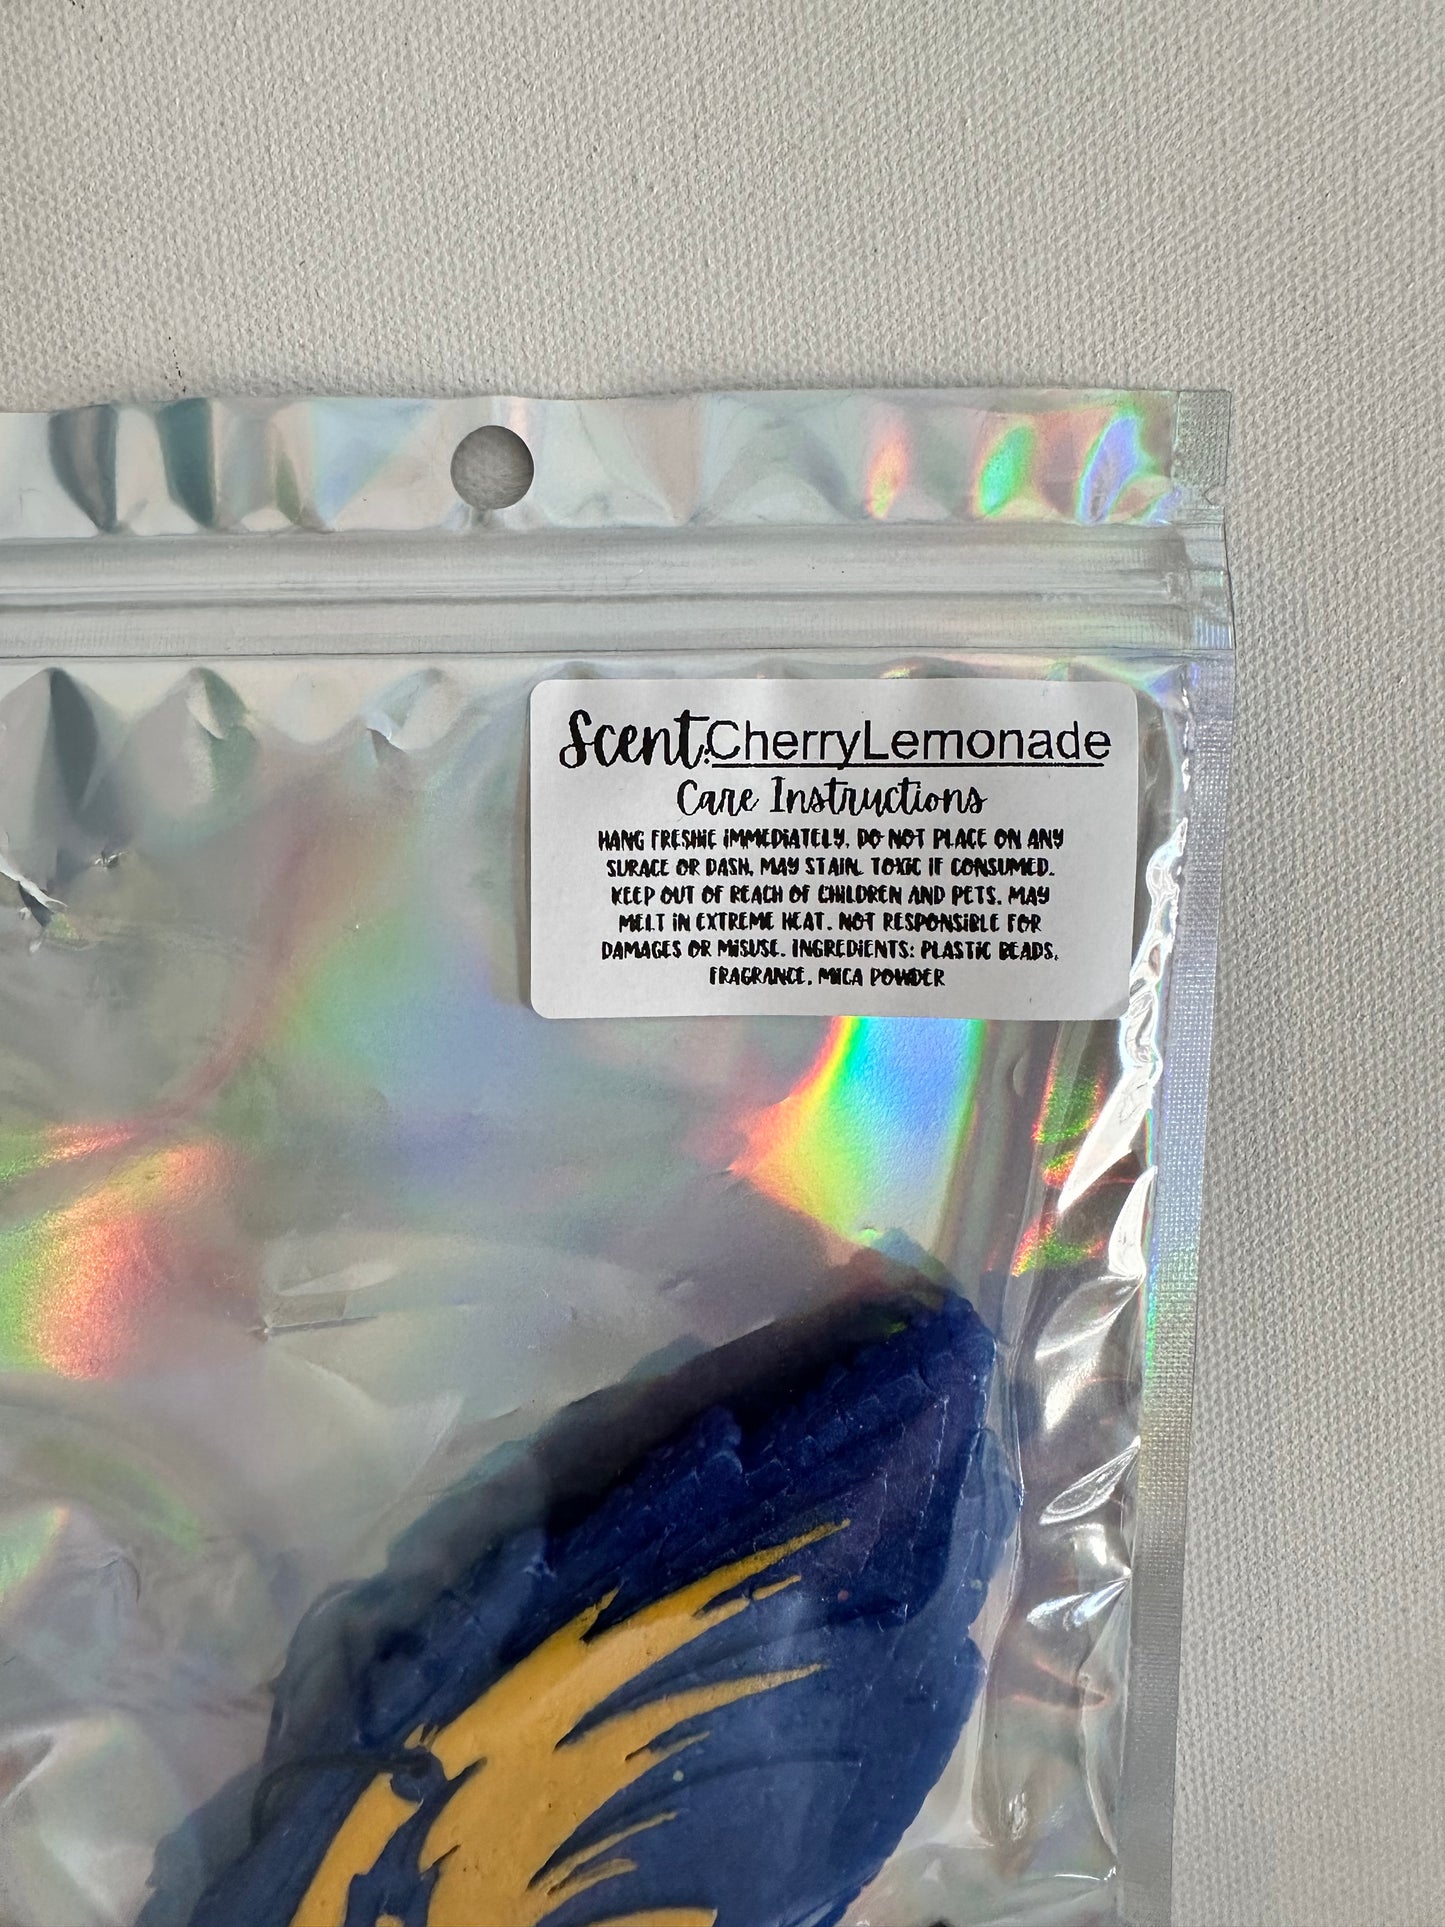 Scent: CherryLemonade
Care Instructions
HANG FRESHIE IMMEDIATELY. DO NOT PLACE ON ANY
SURACE OR DASH, MAY STAIN. TOXIC IF CONSUMED.
KEEP OUT OF REACH OF CHILDREN AND PETS. MAY
MELT IN EXTREME HEAT. NOT RESPONSIBLE FOR
DAMAGES OR MISUSE. INGREDIENTS: PLASTIC BEADS,
FRAGRANCE, MICA POWDER